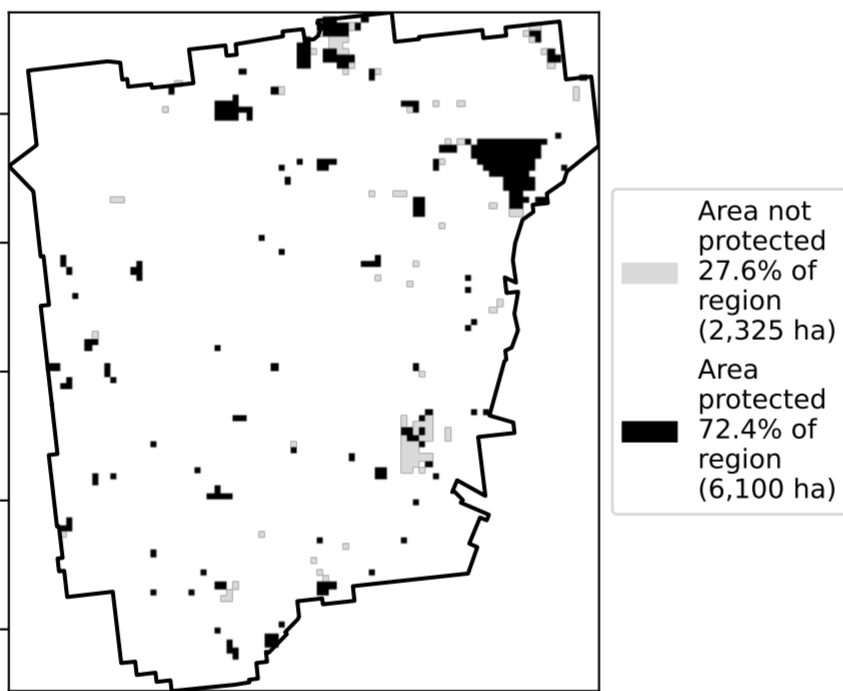 Area not
protected
27.6% of
region
(2,325 ha)
Area
protected
72.4% of
region
(6,100 ha)